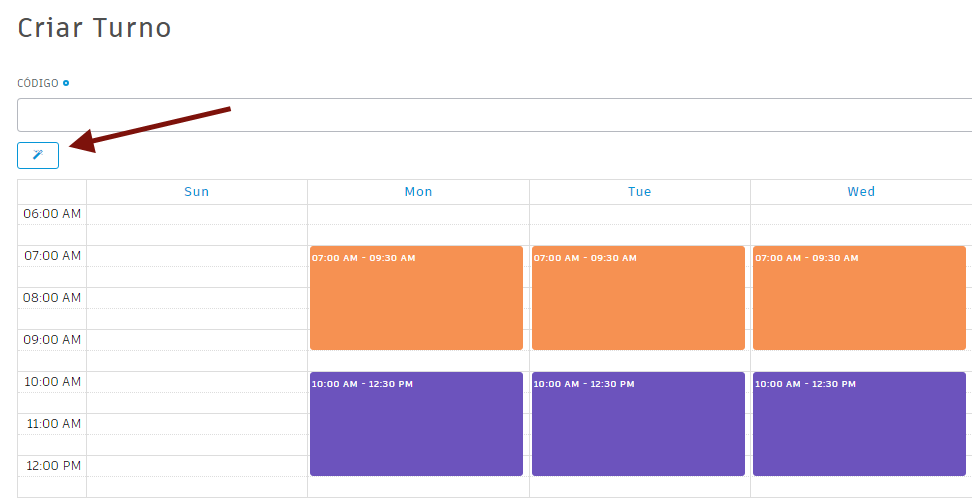 Criar Turno
CÓDIGO
Sun Mon Tue Wed
06:00 AM
07:00 AM 07:00 AM - 09:30 AM 07:00 AM - 09:30 AM 07:00 AM - 09:30 AM
08:00 AM
09:00 AM
10:00 AM 10:00 AM - 12:30 PM 10:00 AM - 12:30 PM 10:00 AM - 12:30 PM
11:00 AM
12:00 PM